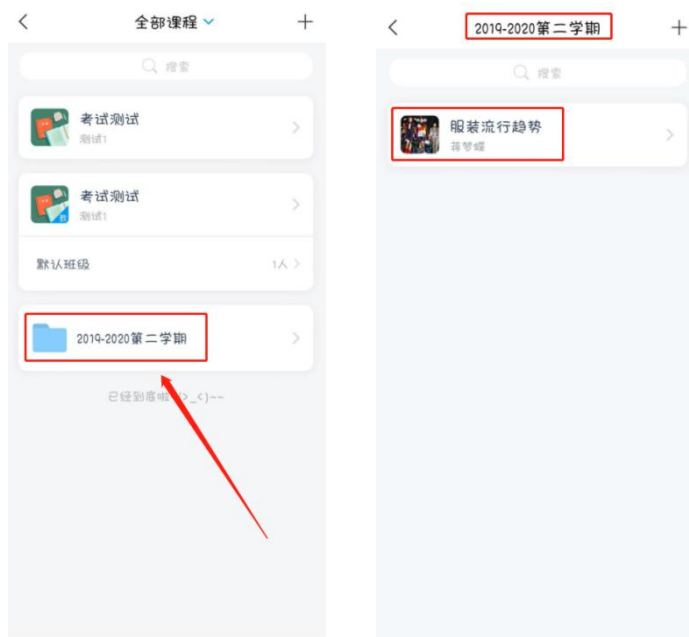 全部课程
搜索
考试测试
测试1
考试测试
测试1
默认班级
1人
2019-2020第二学期
已经到底啦
_<)~~
2019-2020第二学期
搜索
服装流行趋势
蒋梦蝶